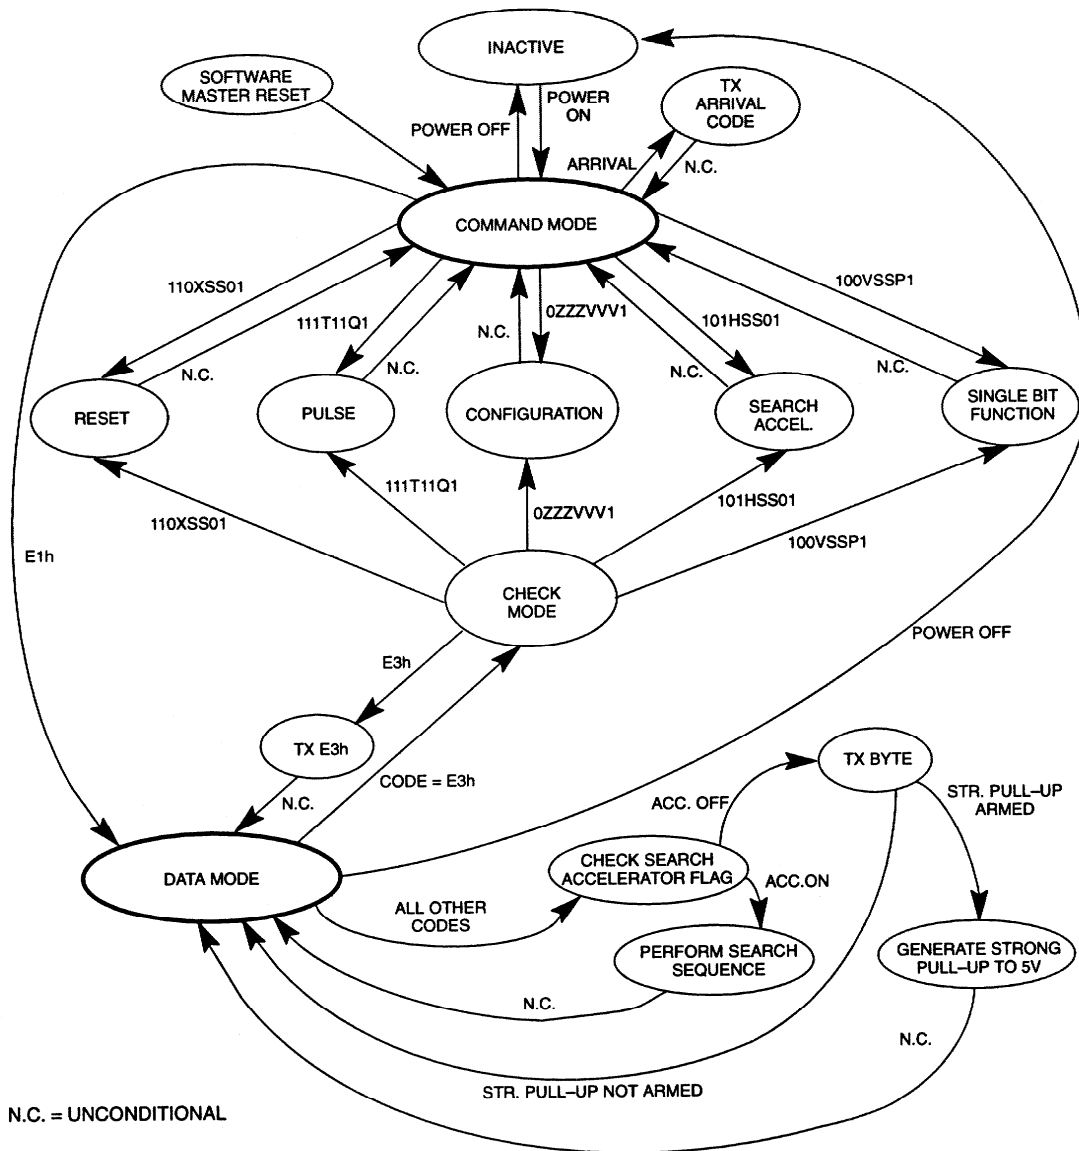 INACTIVE
SOFTWARE
MASTER RESET
TX
ARRIVAL
CODE
POWER
ON
POWER OFF
ARRIVAL
N.C.
COMMAND MODE
110XSS01
111T11Q1
N.C.
0ZZZVVV1
101HSS01
100VSSP1
N.C.
N.C.
N.C.
N.C.
RESET
PULSE
CONFIGURATION
SEARCH
ACCEL.
SINGLE BIT
FUNCTION
110XSS01
111T11Q1
0ZZZVVV1
101HSS01
100VSSP1
E1h
CHECK
MODE
POWER OFF
E3h
TX E3h
CODE = E3h
N.C.
TX BYTE
STR. PULL–UP
ARMED
ACC. OFF
DATA MODE
CHECK SEARCH
ACCELERATOR FLAG
ACC.ON
ALL OTHER
CODES
PERFORM SEARCH
SEQUENCE
GENERATE STRONG
PULL–UP TO 5V
N.C.
N.C.
STR. PULL–UP NOT ARMED
N.C. = UNCONDITIONAL